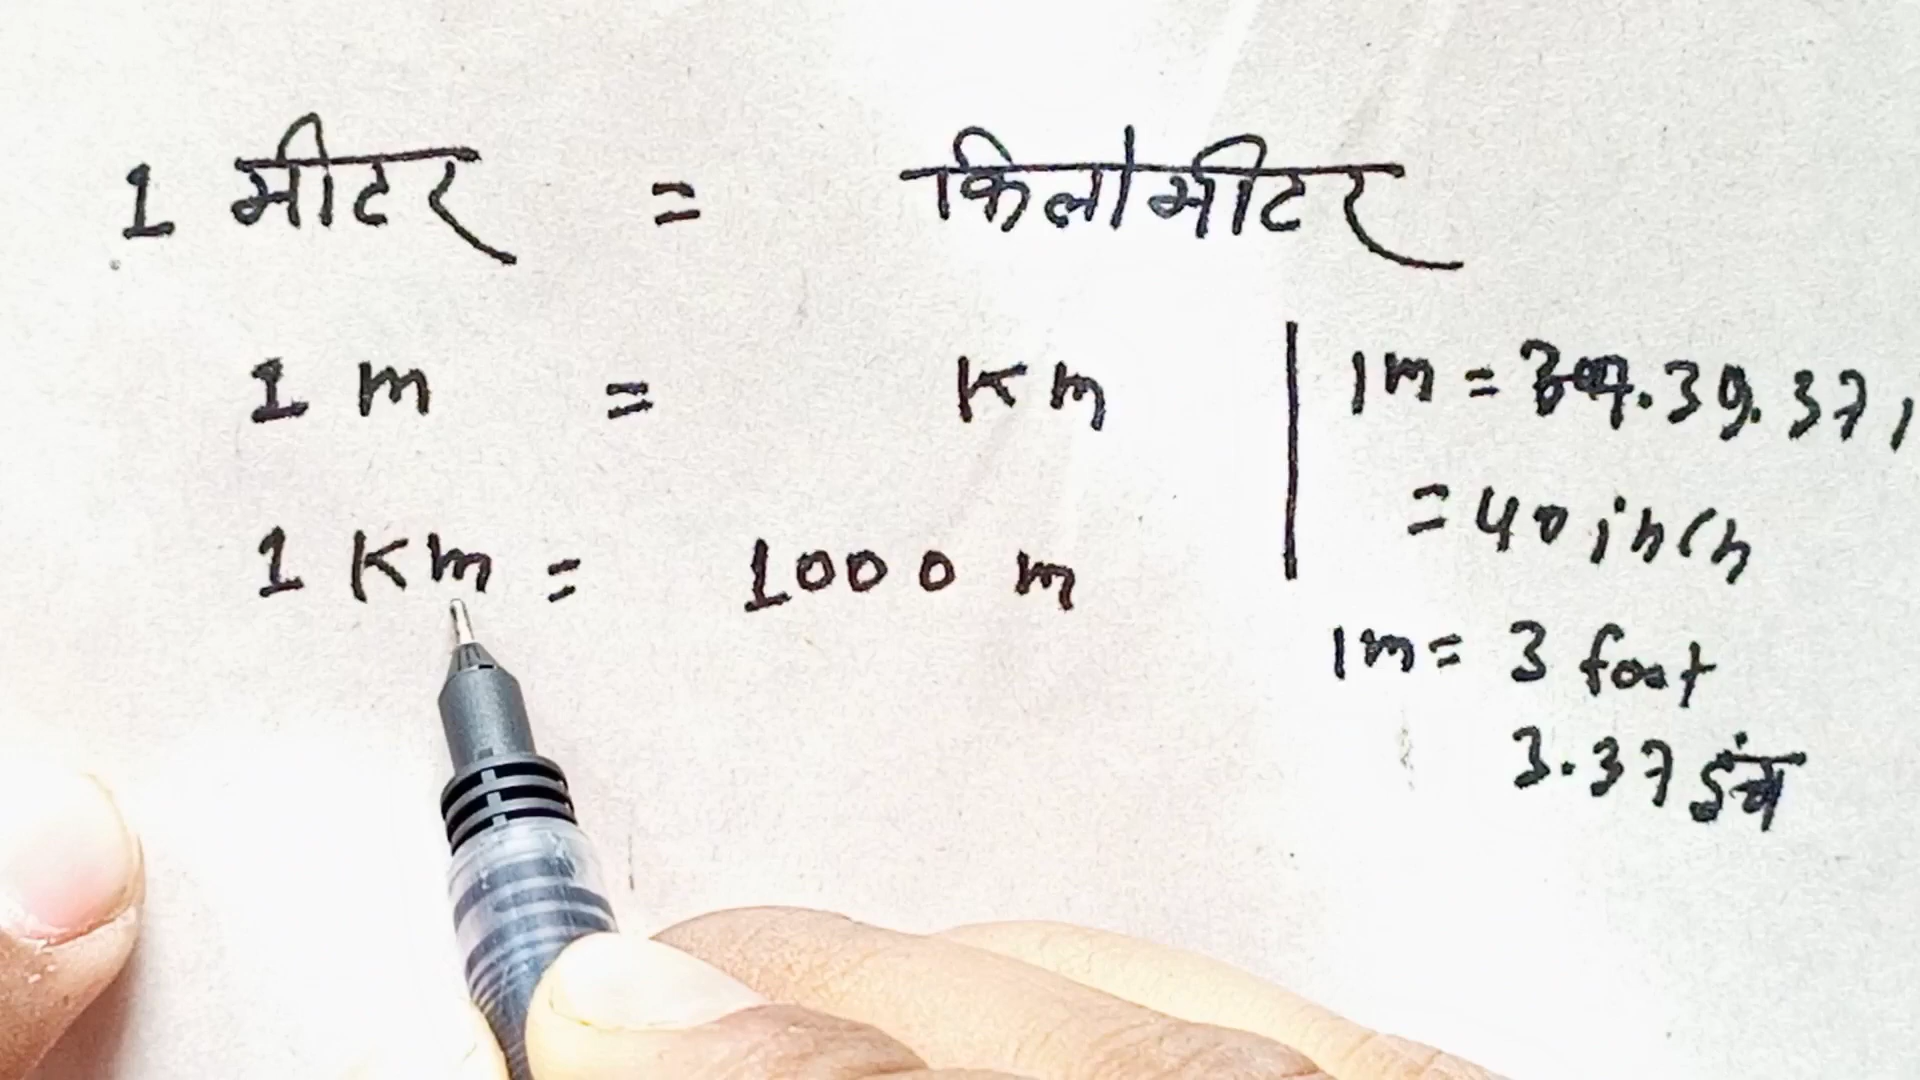 1 मीटर = किलोमीटर
1 m = Km
1 Km = 1000 m
1m = 39.37
= 40 inch
1m = 3 foot
3.37 इंच